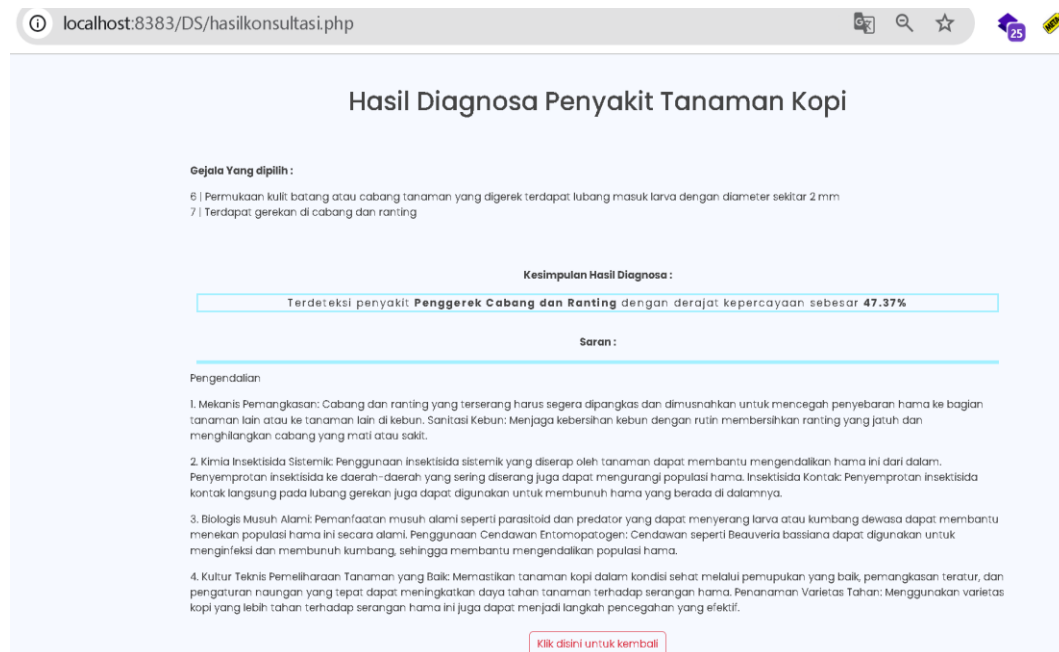 localhost:8383/DS/hasilkonsultasi.php
25
Hasil Diagnosa Penyakit Tanaman Kopi
Gejala Yang dipilih :
6 | Permukaan kulit batang atau cabang tanaman yang digerek terdapat lubang masuk larva dengan diameter sekitar 2 mm
7 | Terdapat gerekan di cabang dan ranting
Kesimpulan Hasil Diagnosa :
Terdeteksi penyakit Penggerek Cabang dan Ranting dengan derajat kepercayaan sebesar 47.37%
Saran :
Pengendalian
1. Mekanis Pemangkasan: Cabang dan ranting yang terserang harus segera dipangkas dan dimusnahkan untuk mencegah penyebaran hama ke bagian
tanaman lain atau ke tanaman lain di kebun. Sanitasi Kebun: Menjaga kebersihan kebun dengan rutin membersihkan ranting yang jatuh dan
menghilangkan cabang yang mati atau sakit.
2. Kimia Insektisida Sistemik: Penggunaan insektisida sistemik yang diserap oleh tanaman dapat membantu mengendalikan hama ini dari dalam.
Penyemprotan insektisida ke daerah-daerah yang sering diserang juga dapat mengurangi populasi hama. Insektisida Kontak: Penyemprotan insektisida
kontak langsung pada lubang gerekan juga dapat digunakan untuk membunuh hama yang berada di dalamnya.
3. Biologis Musuh Alami: Pemanfaatan musuh alami seperti parasitoid dan predator yang dapat menyerang larva atau kumbang dewasa dapat membantu
menekan populasi hama ini secara alami. Penggunaan Cendawan Entomopatogen: Cendawan seperti Beauveria bassiana dapat digunakan untuk
menginfeksi dan membunuh kumbang, sehingga membantu mengendalikan populasi hama.
4. Kultur Teknis Pemeliharaan Tanaman yang Baik: Memastikan tanaman kopi dalam kondisi sehat melalui pemupukan yang baik, pemangkasan teratur, dan
pengaturan naungan yang tepat dapat meningkatkan daya tahan tanaman terhadap serangan hama. Penanaman Varietas Tahan: Menggunakan varietas
kopi yang lebih tahan terhadap serangan hama ini juga dapat menjadi langkah pencegahan yang efektif.
Klik disini untuk kembali